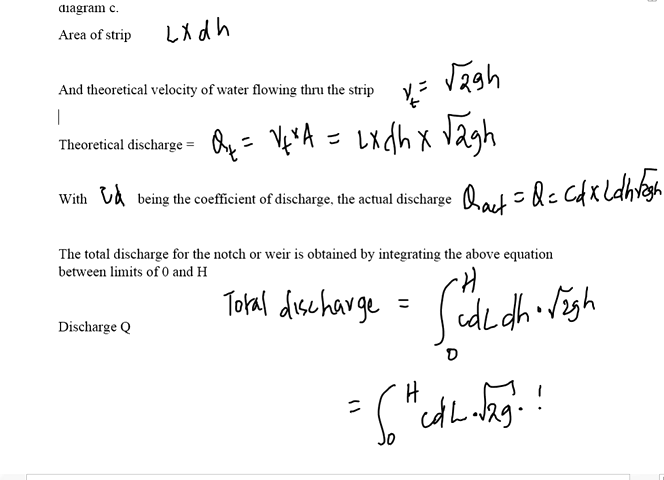 diagram c.
Area of strip L x dh
And theoretical velocity of water flowing thru the strip Vt = √2gh
Theoretical discharge = Qt = Vt x A = L x dh x √2gh
With Cd being the coefficient of discharge, the actual discharge Qact = Q = Cd x Ldh√2gh
The total discharge for the notch or weir is obtained by integrating the above equation
between limits of 0 and H
Total discharge = ∫₀ᴴ cdLdh.√2gh
Discharge Q
= ∫₀ᴴ cdL.√2g.